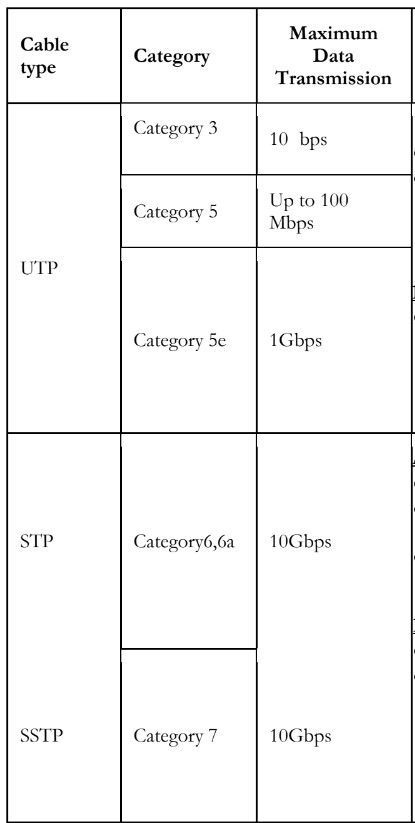 Cable type
Category
Maximum
Data
Transmission
UTP
Category 3
10 bps
Category 5
Up to 100
Mbps
Category 5e
1Gbps
STP
Category6,6a
10Gbps
SSTP
Category 7
10Gbps